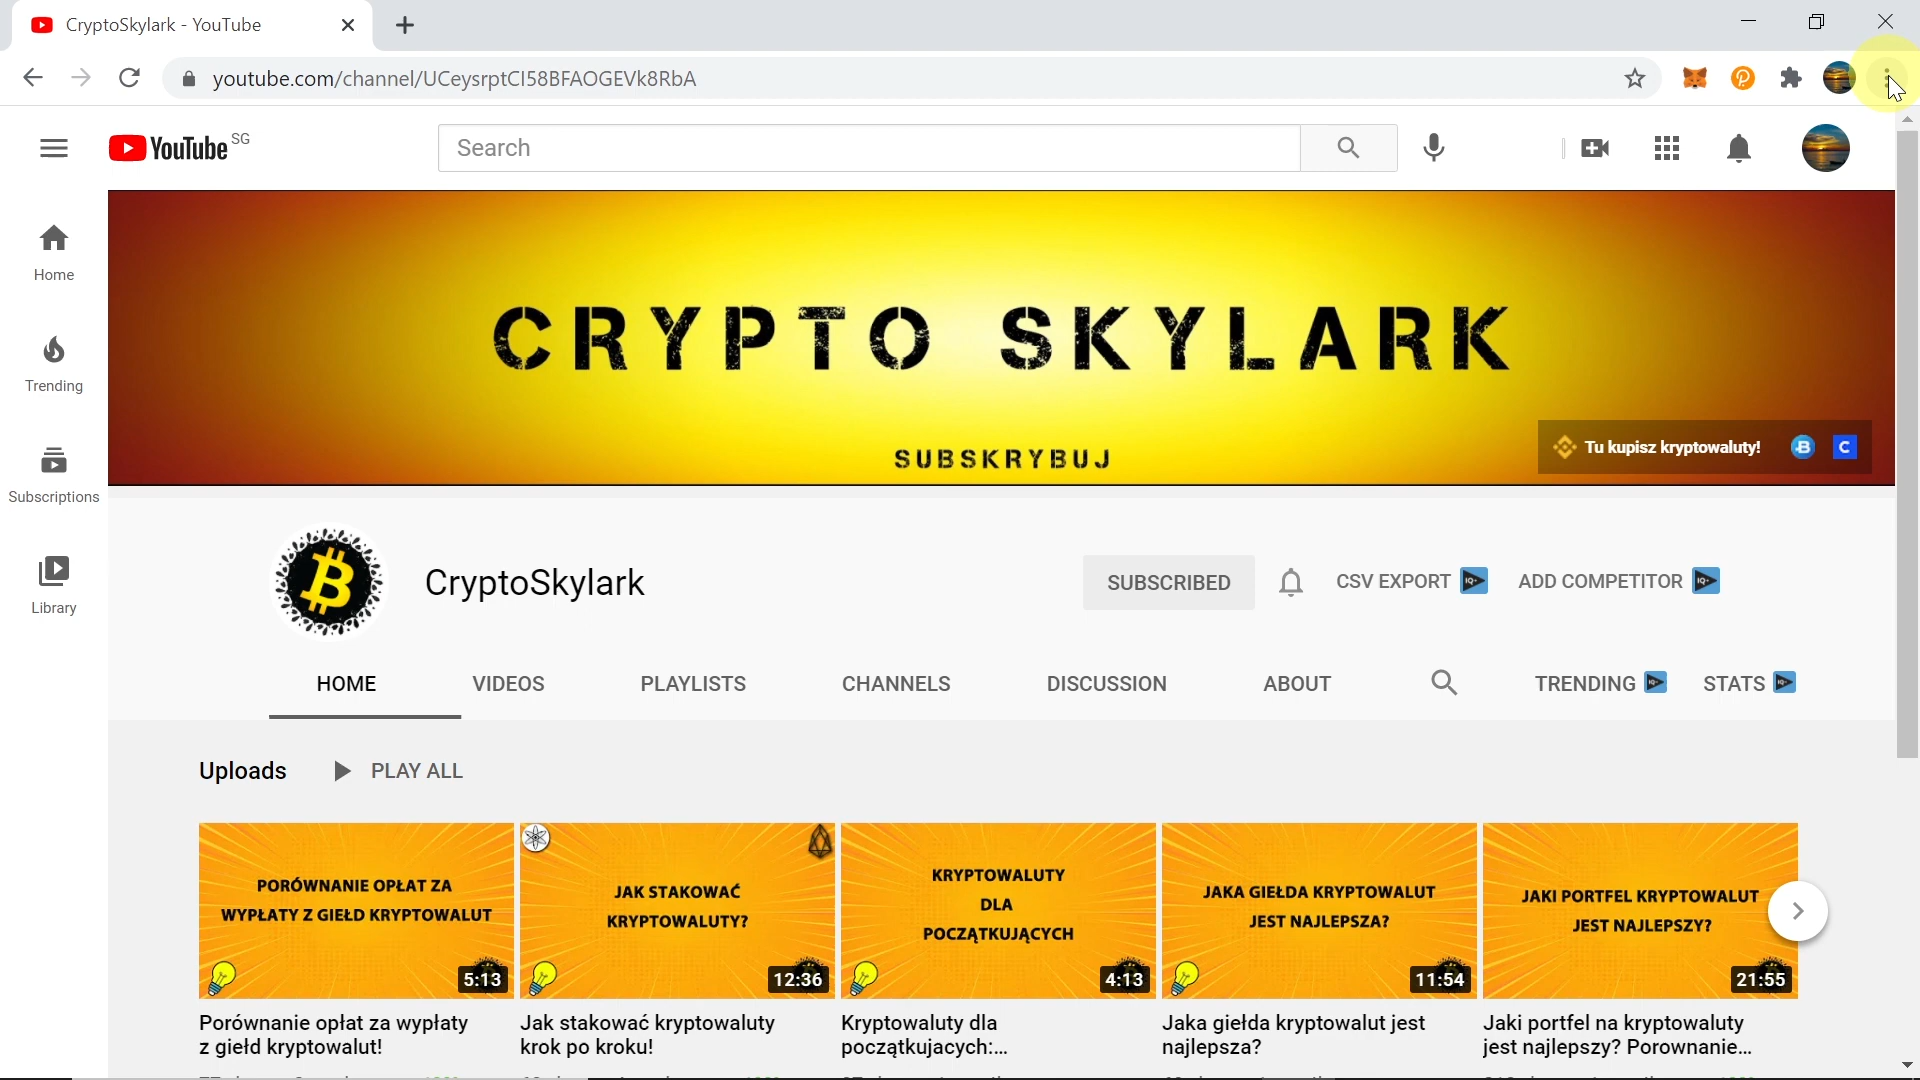 CryptoSkylark - YouTube
youtube.com/channel/UCeysrptCI58BFAOGEVk8RbA
YouTube SG
Search
Home
Trending
Subscriptions
Library
CRYPTO SKYLARK
SUBSKRYBUJ
Tu kupisz kryptowaluty!
CryptoSkylark
SUBSCRIBED
CSV EXPORT
ADD COMPETITOR
HOME
VIDEOS
PLAYLISTS
CHANNELS
DISCUSSION
ABOUT
TRENDING
STATS
Uploads
PLAY ALL
PORÓWNANIE OPŁAT ZA
WYPŁATY Z GIEŁD KRYPTOWALUT
5:13
JAK STAKOWAĆ
KRYPTOWALUTY?
12:36
KRYPTOWALUTY
DLA
POCZĄTKUJĄCYCH
4:13
JAKA GIEŁDA KRYPTOWALUT
JEST NAJLEPSZA?
11:54
JAKI PORTFEL KRYPTOWALUT
JEST NAJLEPSZY?
21:55
Porównanie opłat za wypłaty
z giełd kryptowalut!
Jak stakować kryptowaluty
krok po kroku!
Kryptowaluty dla
początkujacych:...
Jaka giełda kryptowalut jest
najlepsza?
Jaki portfel na kryptowaluty
jest najlepszy? Porownanie...